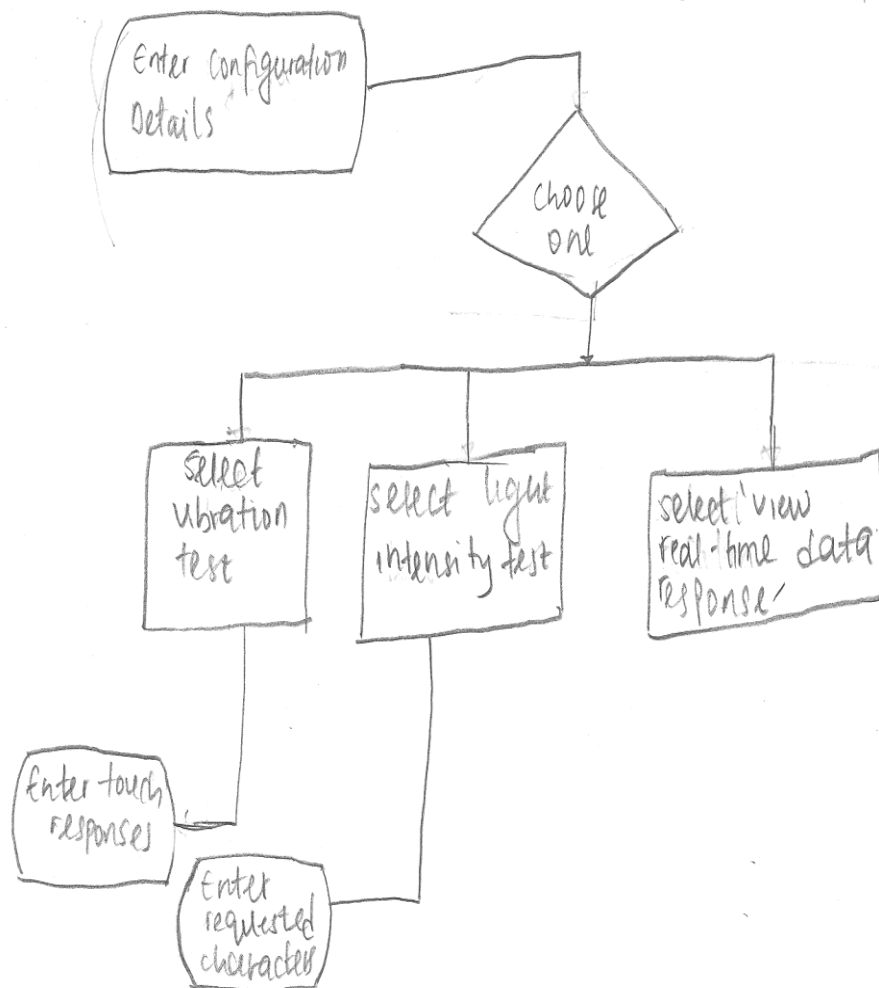 Enter Configuration
Details
choose
one
select
vibration
test
select light
intensity test
select 'view
real-time data
response'
Enter touch
responses
Enter
requested
characters